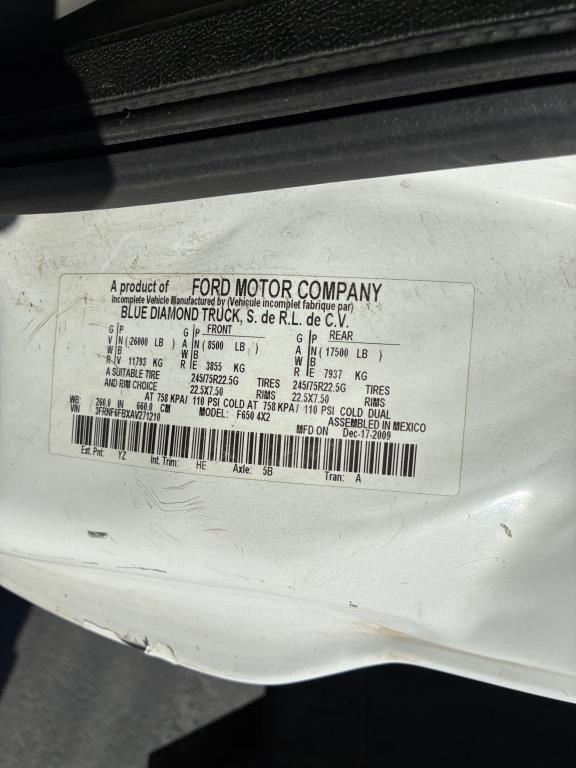 A product of FORD MOTOR COMPANY
Incomplete Vehicle Manufactured by (Vehicule incomplet fabrique par)
BLUE DIAMOND TRUCK, S. de R.L. de C.V.
G P G P FRONT G P REAR
V N (26000 LB ) A N (8500 LB ) A N (17500 LB )
W B W B W B
R V 11793 KG R E 3855 KG R E 7937 KG
A SUITABLE TIRE 245/75R22.5G TIRES 245/75R22.5G TIRES
AND RIM CHOICE 22.5X7.50 RIMS 22.5X7.50 RIMS
AT 758 KPA/ 110 PSI COLD AT 758 KPA/ 110 PSI COLD DUAL
WB: 260.0 IN 660.0 CM ASSEMBLED IN MEXICO
VIN 3FRNF6FBXAV271210 MODEL: F650 4X2 MFD ON Dec-17-2009
Ext. Pnt: YZ Int. Trim: HE Axle: 5B Tran: A